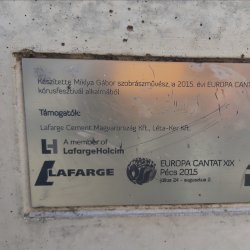 Készítette Miklya Gábor szobrászművész, a 2015. évi EUROPA CANT
kórusfesztivál alkalmából
Támogatók:
Lafarge Cement Magyarország Kft., Léta-Ker Kft.
A member of
LafargeHolcim
LAFARGE
EUROPA CANTAT XIX
Pécs 2015
július 24 - augusztus 2